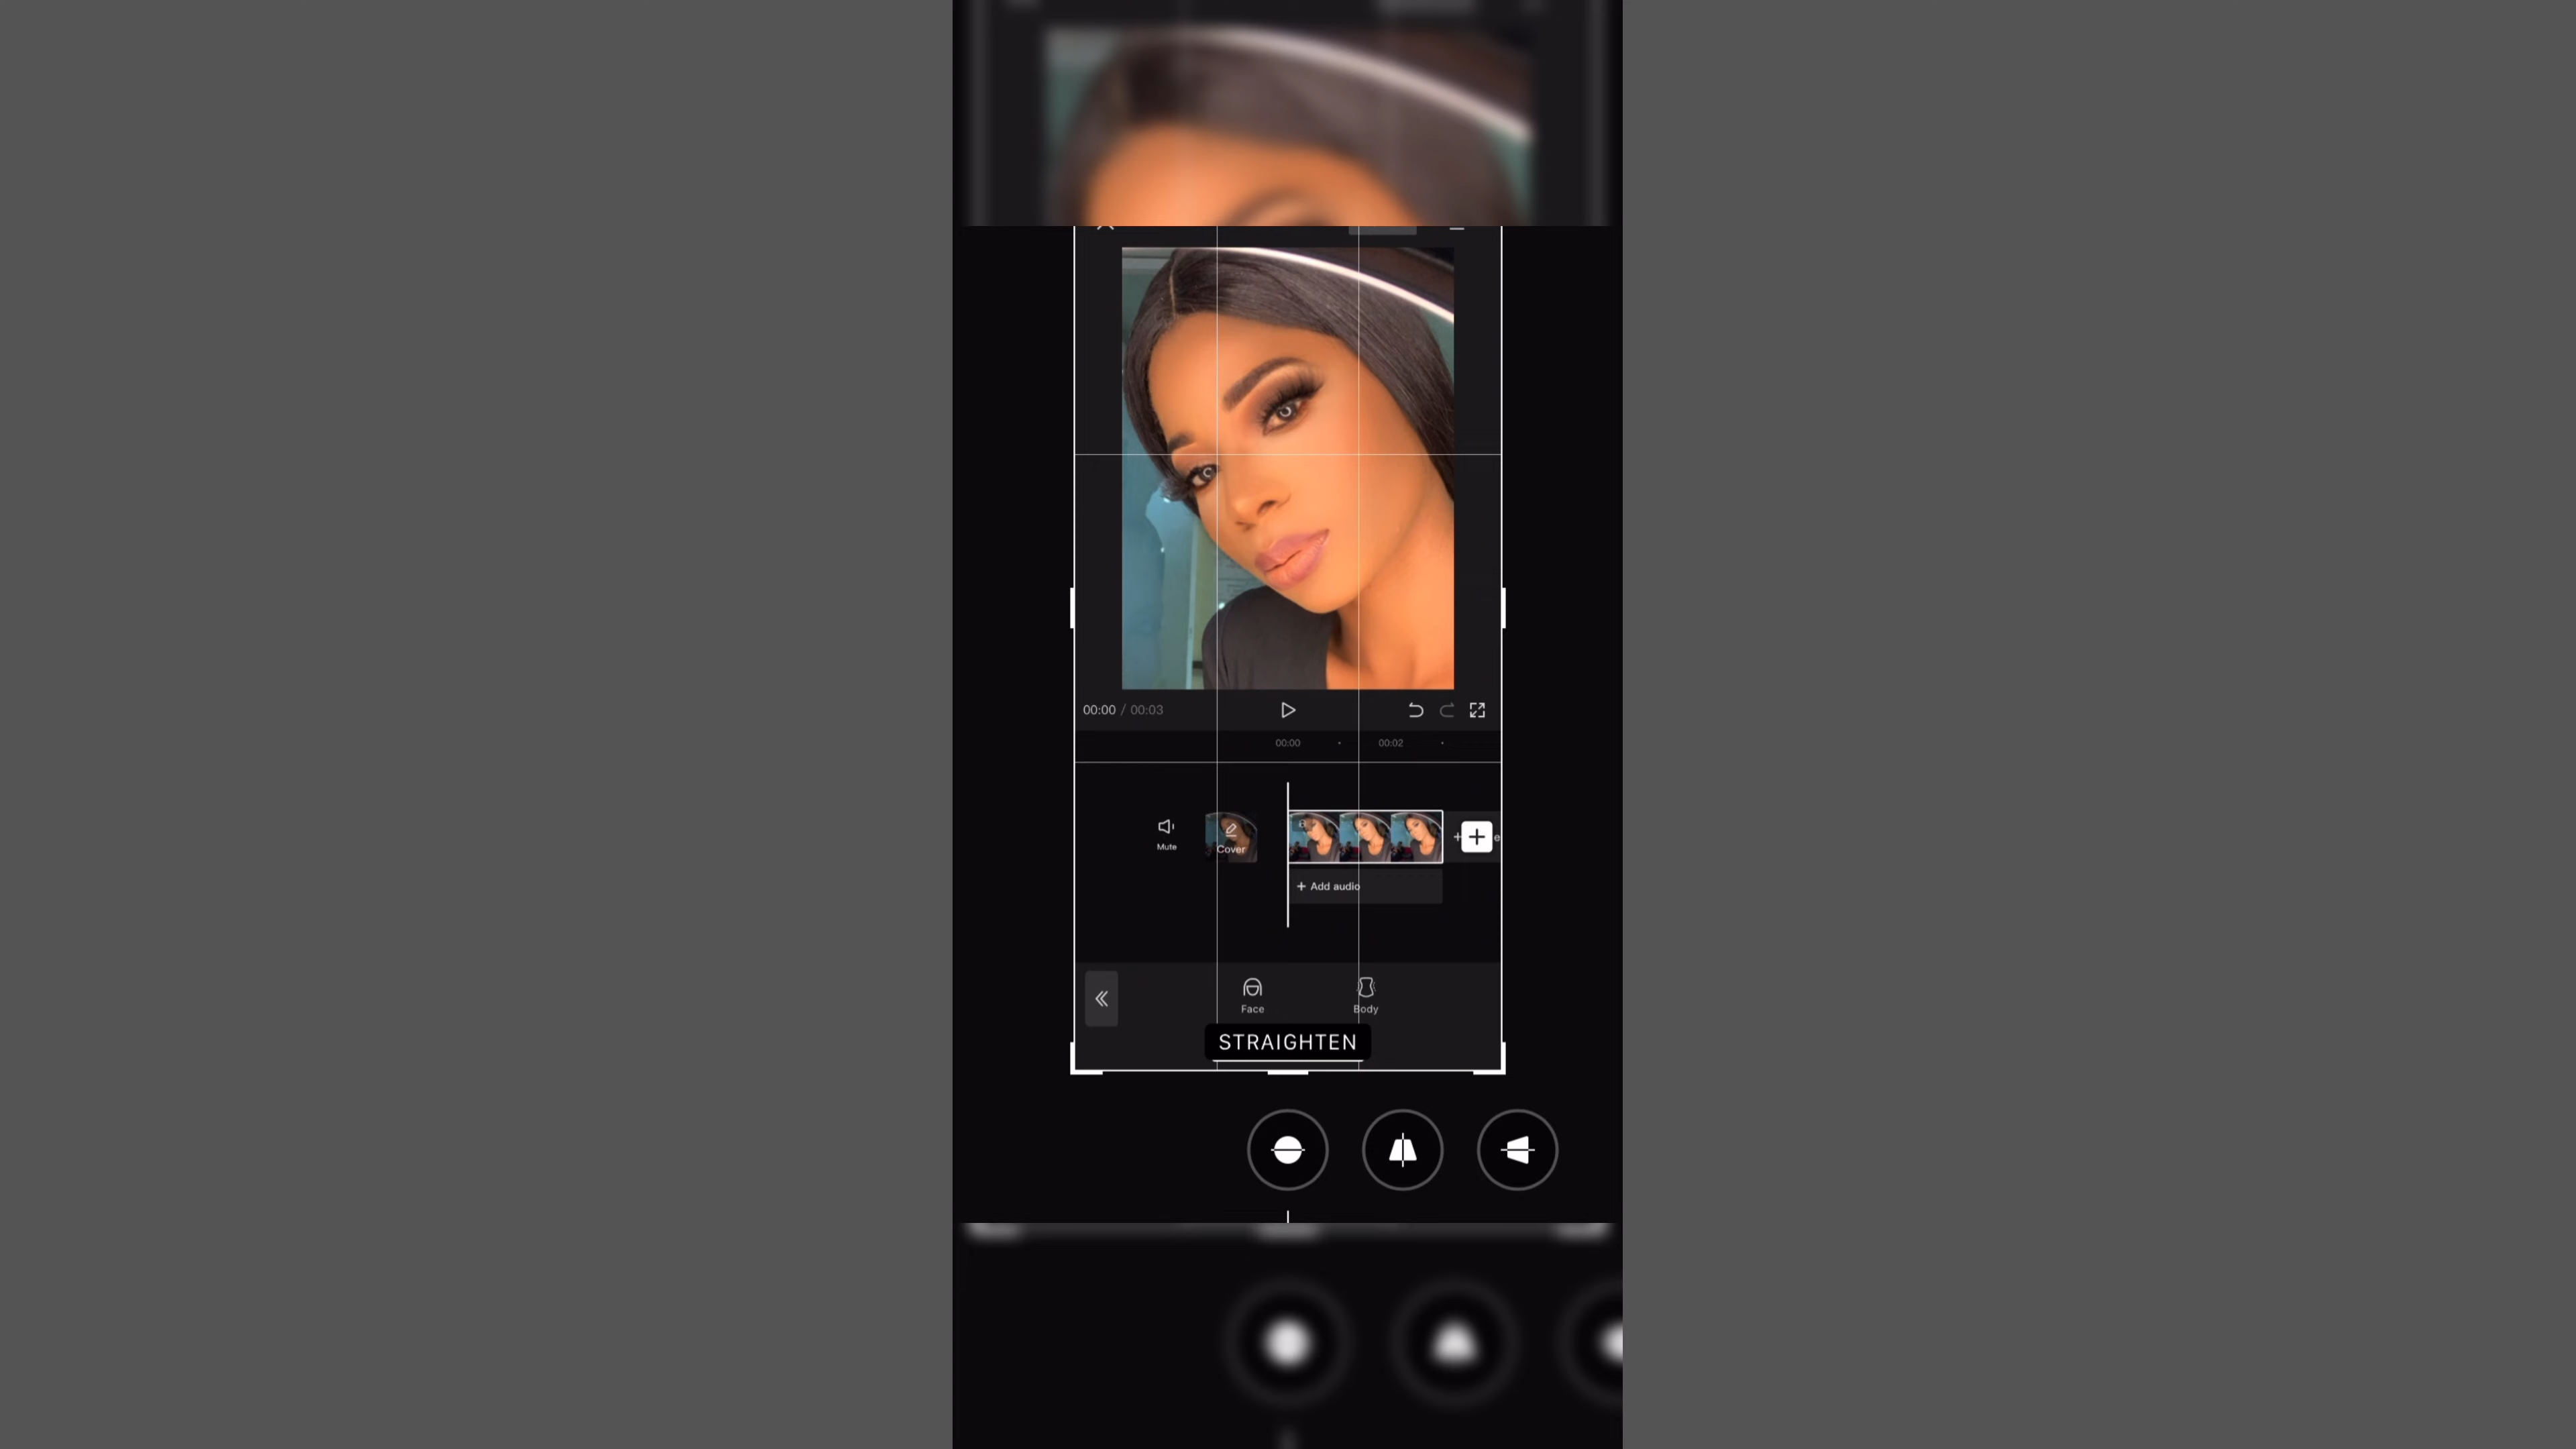 00:00 / 00:03
00:00
00:02
Mute
Cover
+ Add audio
Face
Body
STRAIGHTEN